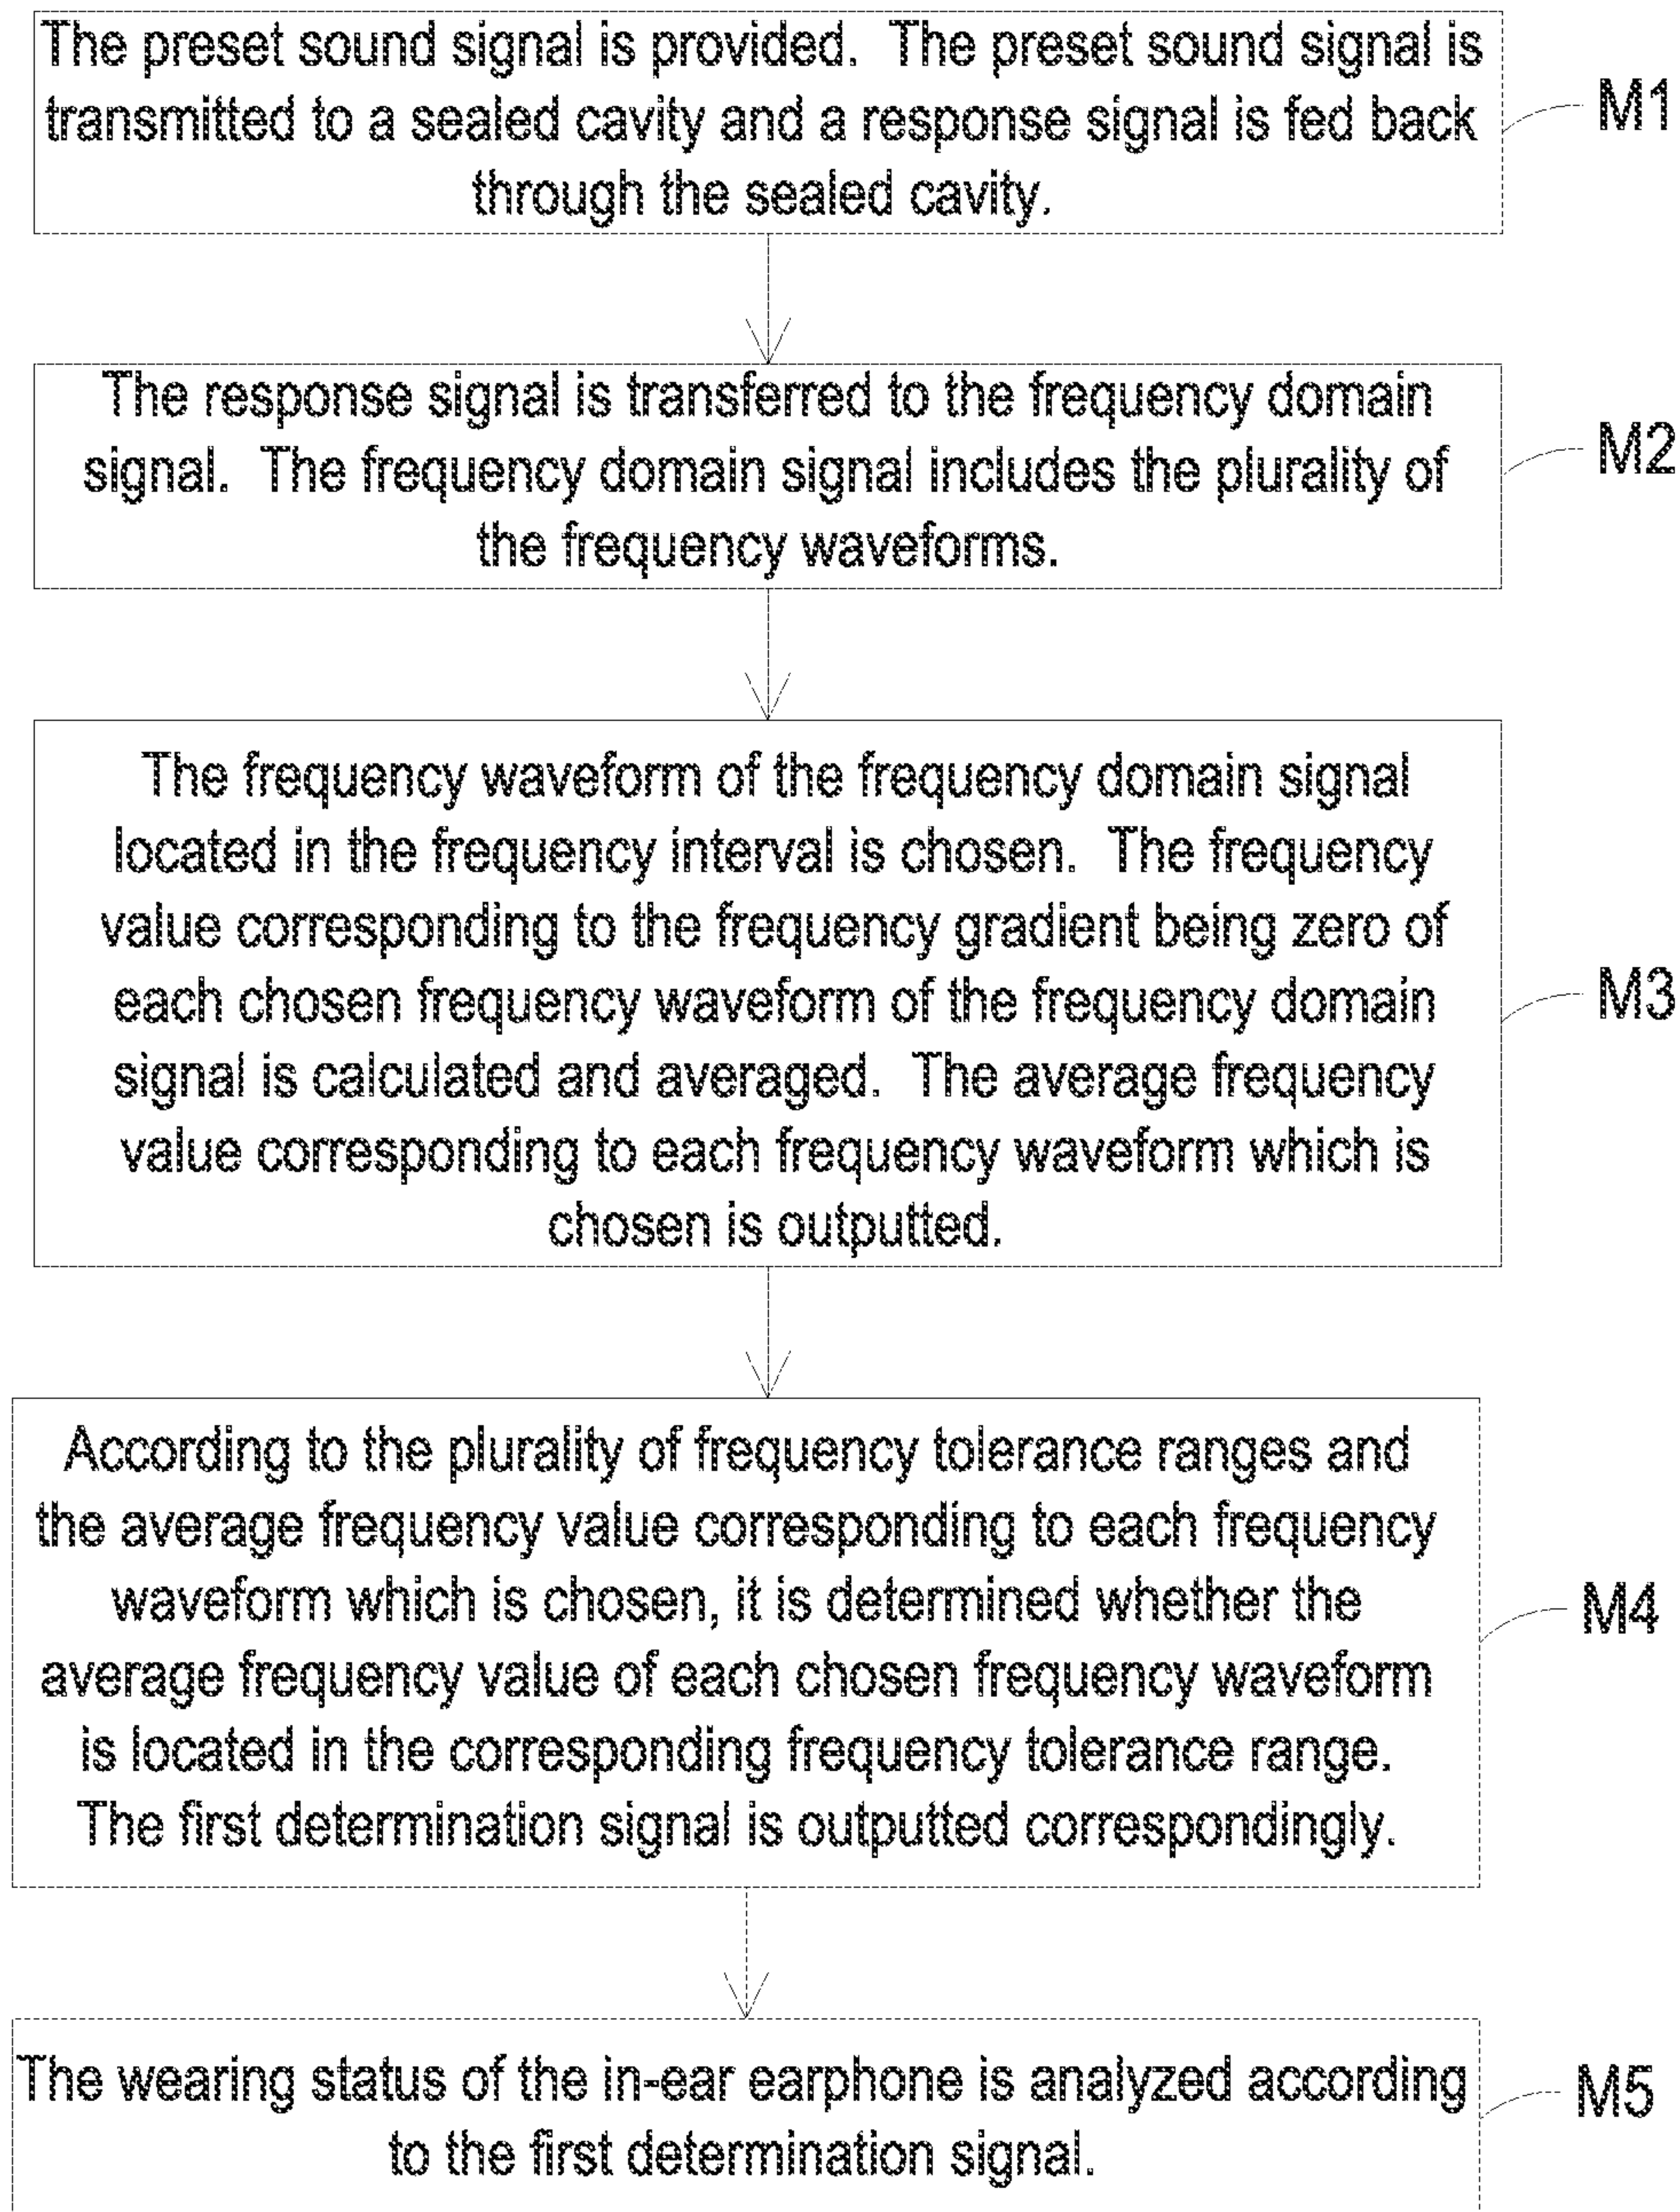 The preset sound signal is provided. The preset sound signal is
transmitted to a sealed cavity and a response signal is fed back
through the sealed cavity.
M1
The response signal is transferred to the frequency domain
signal. The frequency domain signal includes the plurality of
the frequency waveforms.
M2
The frequency waveform of the frequency domain signal
located in the frequency interval is chosen. The frequency
value corresponding to the frequency gradient being zero of
each chosen frequency waveform of the frequency domain
signal is calculated and averaged. The average frequency
value corresponding to each frequency waveform which is
chosen is outputted.
M3
According to the plurality of frequency tolerance ranges and
the average frequency value corresponding to each frequency
waveform which is chosen, it is determined whether the
average frequency value of each chosen frequency waveform
is located in the corresponding frequency tolerance range.
The first determination signal is outputted correspondingly.
M4
The wearing status of the in-ear earphone is analyzed according
to the first determination signal.
M5